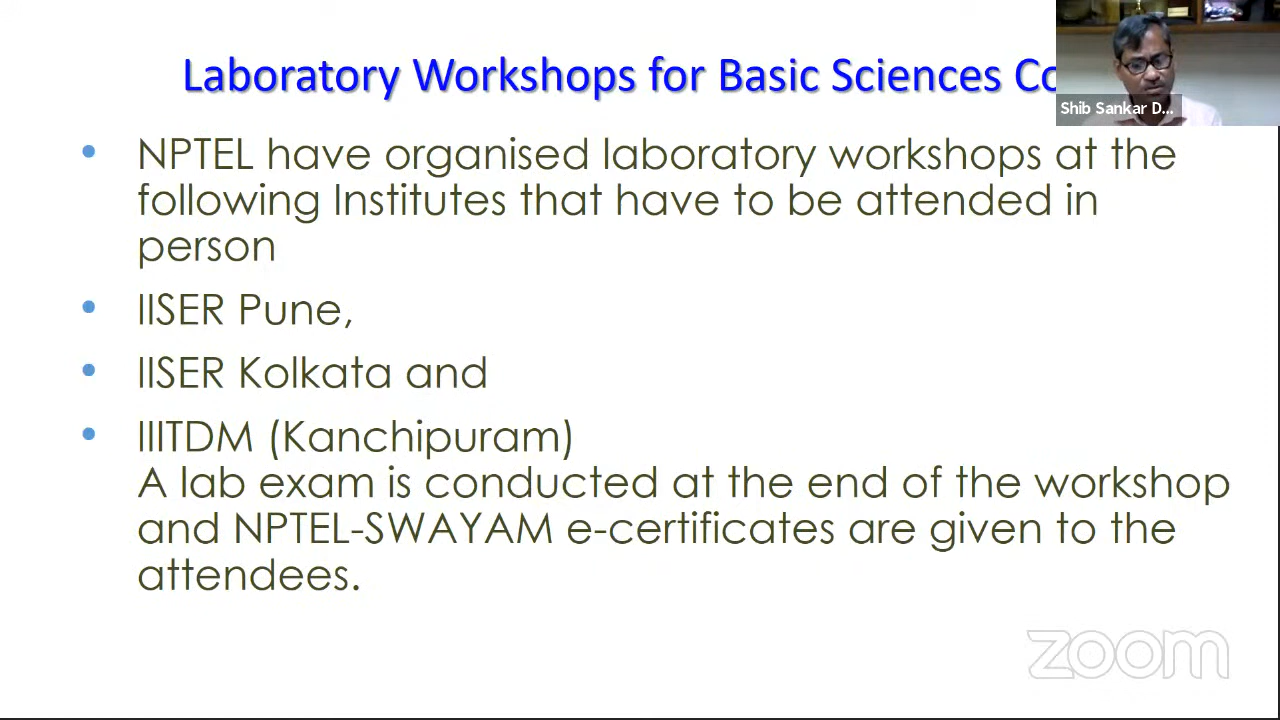 Laboratory Workshops for Basic Sciences
Shib Sankar D...
• NPTEL have organised laboratory workshops at the
following Institutes that have to be attended in
person
• IISER Pune,
• IISER Kolkata and
• IIITDM (Kanchipuram)
A lab exam is conducted at the end of the workshop
and NPTEL-SWAYAM e-certificates are given to the
attendees.
zoom